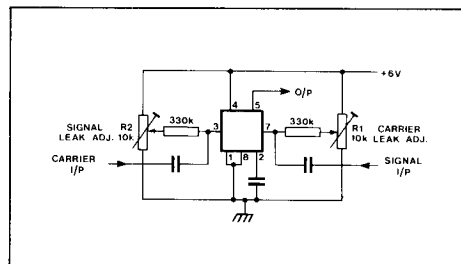 +6V
O/P
4 5
SIGNAL
LEAK ADJ.
R2
10k
330k
3
7
330k
R1
10k
CARRIER
LEAK ADJ.
CARRIER
I/P
1 8 2
SIGNAL
I/P